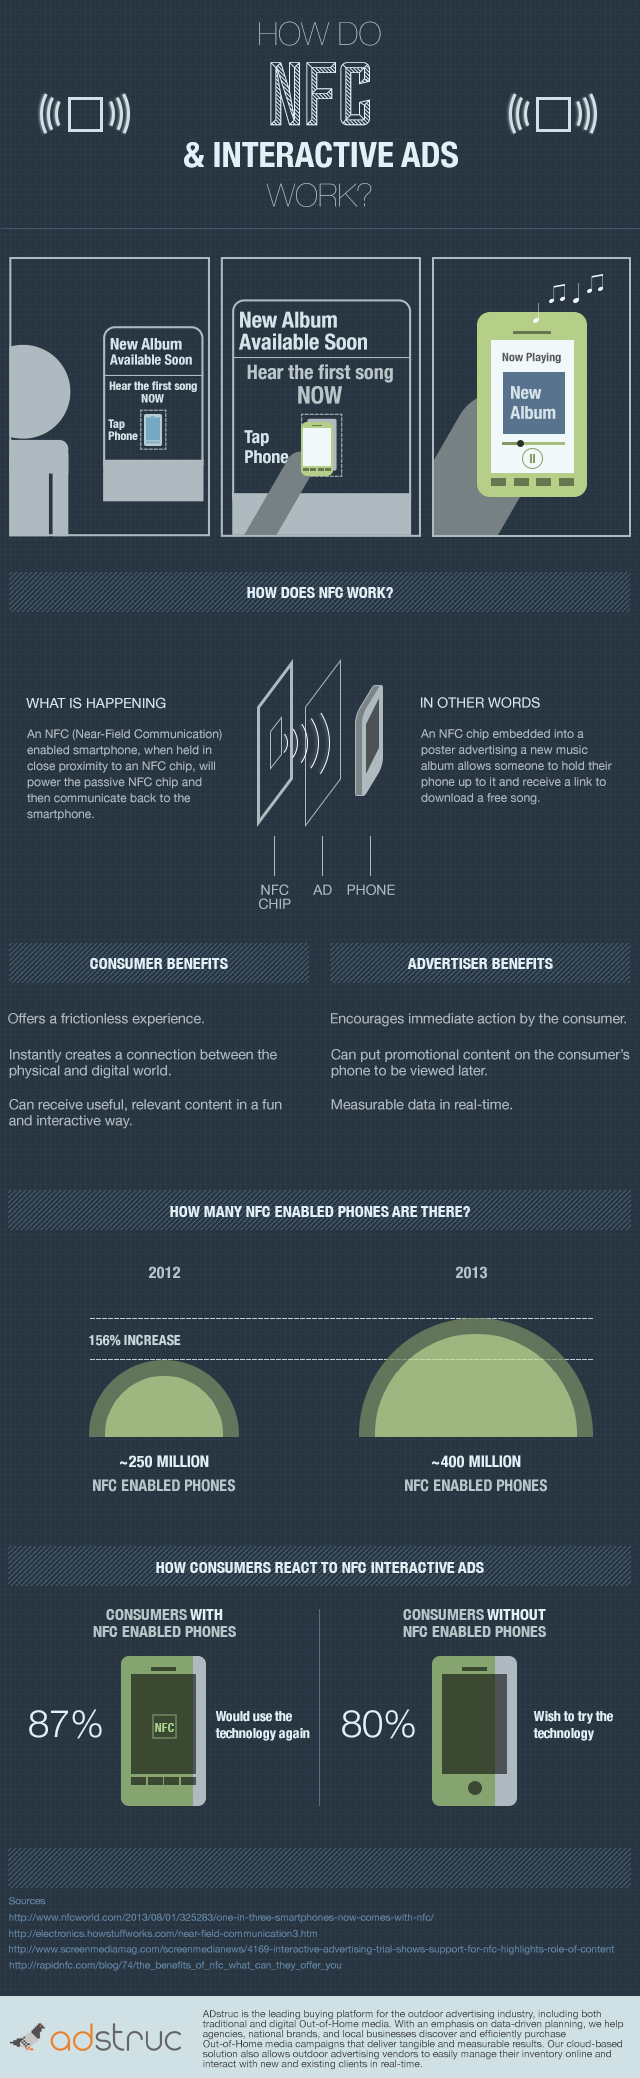 HOW DO
NFC
& INTERACTIVE ADS
WORK?
New Album
Available Soon
Hear the first song
NOW
Tap
Phone
New Album
Available Soon
Hear the first song
NOW
Tap
Phone
Now Playing
New
Album
HOW DOES NFC WORK?
WHAT IS HAPPENING
An NFC (Near-Field Communication)
enabled smartphone, when held in
close proximity to an NFC chip, will
power the passive NFC chip and
then communicate back to the
smartphone.
IN OTHER WORDS
An NFC chip embedded into a
poster advertising a new music
album allows someone to hold their
phone up to it and receive a link to
download a free song.
NFC
CHIP
AD
PHONE
CONSUMER BENEFITS
Offers a frictionless experience.
Instantly creates a connection between the
physical and digital world.
Can receive useful, relevant content in a fun
and interactive way.
ADVERTISER BENEFITS
Encourages immediate action by the consumer.
Can put promotional content on the consumer's
phone to be viewed later.
Measurable data in real-time.
HOW MANY NFC ENABLED PHONES ARE THERE?
2012
2013
156% INCREASE
~250 MILLION
NFC ENABLED PHONES
~400 MILLION
NFC ENABLED PHONES
HOW CONSUMERS REACT TO NFC INTERACTIVE ADS
CONSUMERS WITH
NFC ENABLED PHONES
87%
NFC
Would use the
technology again
CONSUMERS WITHOUT
NFC ENABLED PHONES
80%
Wish to try the
technology
Sources
http://www.nfcworld.com/2013/08/01/325283/one-in-three-smartphones-now-comes-with-nfc/
http://electronics.howstuffworks.com/near-field-communication3.htm
http://www.screenmediamag.com/screenmedianews/4169-interactive-advertising-trial-shows-support-for-nfc-highlights-role-of-content
http://rapidnfc.com/blog/74/the_benefits_of_nfc_what_can_they_offer_you
adstruc
ADstruc is the leading buying platform for the outdoor advertising industry, including both
traditional and digital Out-of-Home media. With an emphasis on data-driven planning, we help
agencies, national brands, and local businesses discover and efficiently purchase
Out-of-Home media campaigns that deliver tangible and measurable results. Our cloud-based
solution also allows outdoor advertising vendors to easily manage their inventory online and
interact with new and existing clients in real-time.